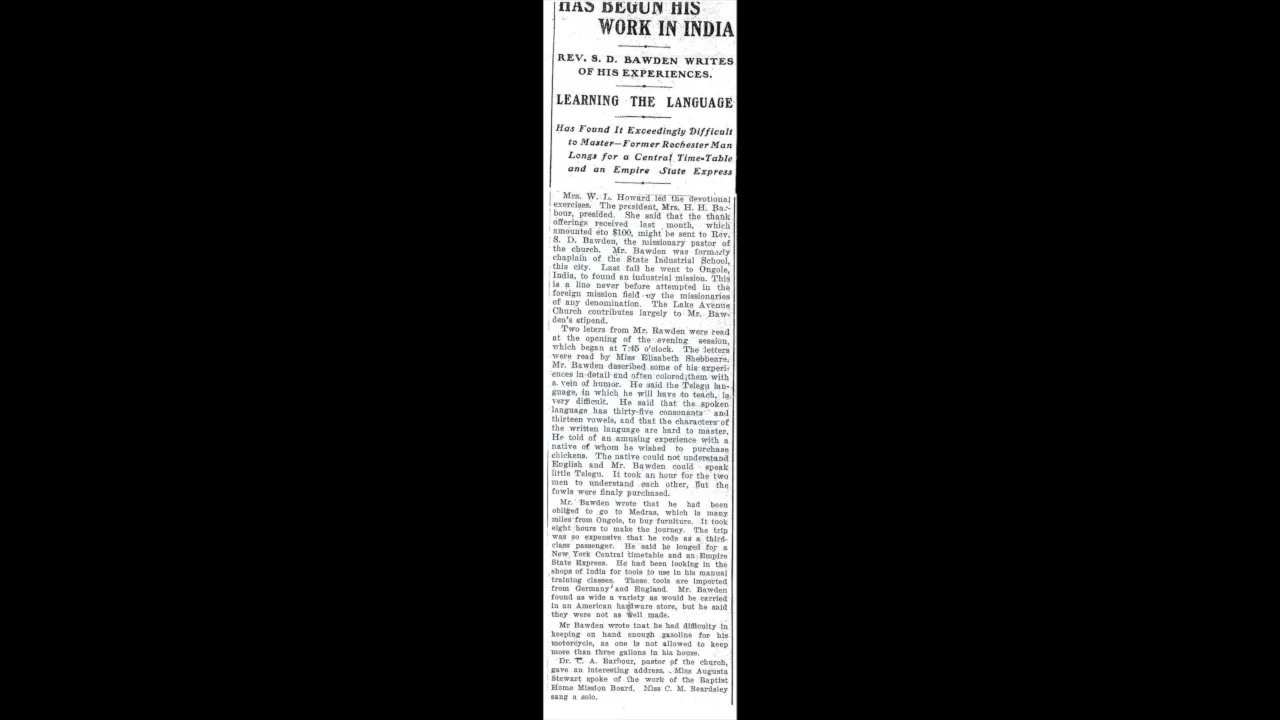 HAS BEGUN HIS
WORK IN INDIA
REV. S. D. BAWDEN WRITES
OF HIS EXPERIENCES.
LEARNING THE LANGUAGE
Has Found It Exceedingly Difficult
to Master—Former Rochester Man
Longs for a Central Time-Table
and an Empire State Express
Mrs. W. L. Howard led the devotional
exercises. The president, Mrs. H. H. Bar-
bour, presided. She said that the thank
offerings received last month, which
amounted eto $100, might be sent to Rev.
S. D. Bawden, the missionary pastor of
the church. Mr. Bawden was formerly
chaplain of the State Industrial School,
this city. Last fall he went to Ongole,
India, to found an industrial mission. This
is a line never before attempted in the
foreign mission field by the missionaries
of any denomination. The Lake Avenue
Church contributes largely to Mr. Baw-
den's stipend.
Two leters from Mr. Rawden were read
at the opening of the evening session,
which began at 7:45 o'clock. The letters
were read by Miss Elisabeth Shebbeare.
Mr. Bawden described some of his experi-
ences in detail and often colored them with
a vein of humor. He said the Telegu lan-
guage, in which he will have to teach, is
very difficult. He said that the spoken
language has thirty-five consonants and
thirteen vowels, and that the characters of
the written language are hard to master.
He told of an amusing experience with a
native of whom he wished to purchase
chickens. The native could not understand
English and Mr. Bawden could speak
little Telegu. It took an hour for the two
men to understand each other, but the
fowls were finaly purchased.
Mr. Bawden wrote that he had been
obliged to go to Medras, which is many
miles from Ongole, to buy furniture. It took
eight hours to make the journey. The trip
was so expensive that he rode as a third-
class passenger. He said he longed for a
New York Central timetable and an Empire
State Express. He had been looking in the
shops of India for tools to use in his manual
training classes. These tools are imported
from Germany and England. Mr. Bawden
found as wide a variety as would be carried
in an American hardware store, but he said
they were not as well made.
Mr Bawden wrote tnat he had difficulty in
keeping on hand enough gasoline for his
motorcycle, as one is not allowed to keep
more than three gallons in his house.
Dr. C. A. Barbour, pastor of the church,
gave an interesting address. Miss Augusta
Stewart spoke of the work of the Baptist
Home Mission Board. Miss C. M. Beardsley
sang a solo.